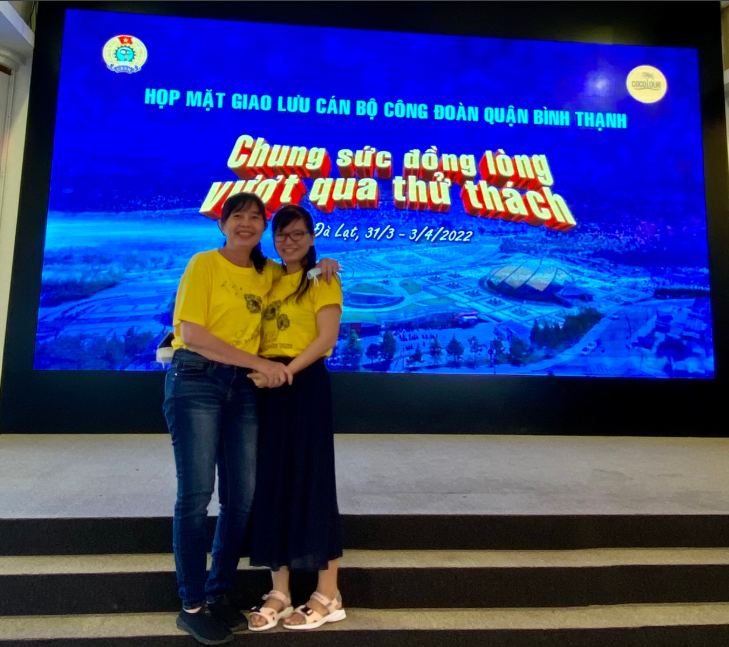 COCOTOUR
HỌP MẶT GIAO LƯU CÁN BỘ CÔNG ĐOÀN QUẬN BÌNH THẠNH
Chung sức đồng lòng
vượt qua thử thách
Đà Lạt, 31/3 - 3/4/2022